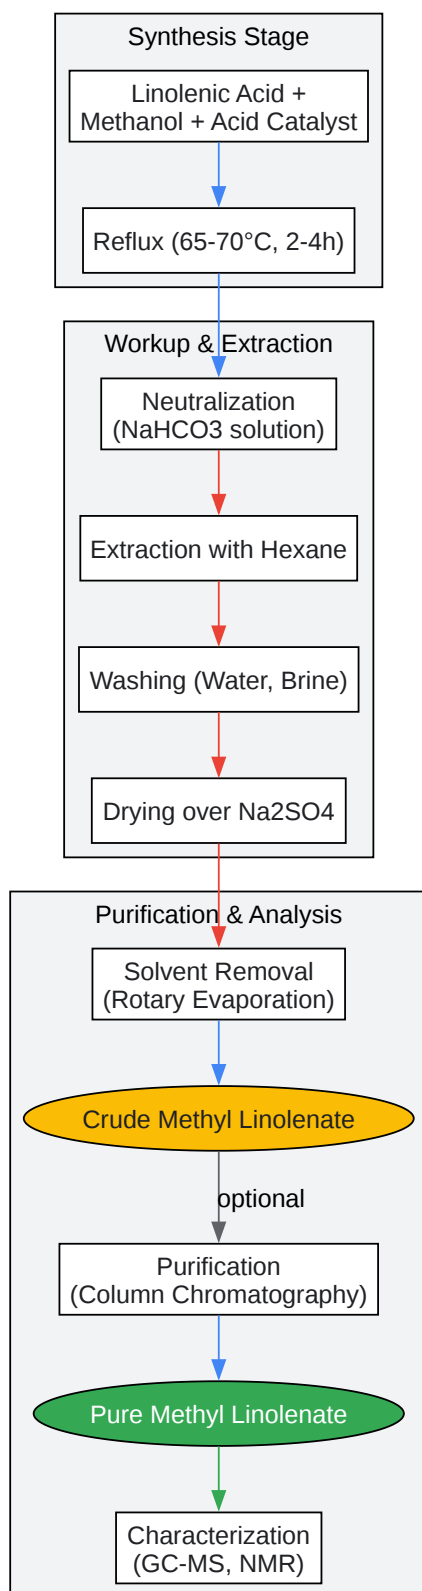 Synthesis Stage
Linolenic Acid +
Methanol + Acid Catalyst
Reflux (65-70°C, 2-4h)
Workup & Extraction
Neutralization
(NaHCO3 solution)
Extraction with Hexane
Washing (Water, Brine)
Drying over Na2SO4
Purification & Analysis
Solvent Removal
(Rotary Evaporation)
Crude Methyl Linolenate
optional
Purification
(Column Chromatography)
Pure Methyl Linolenate
Characterization
(GC-MS, NMR)